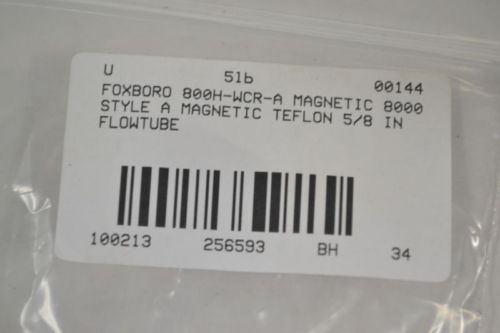 U 51b 00144
FOXBORO 800H-WCR-A MAGNETIC 8000
STYLE A MAGNETIC TEFLON 5/8 IN
FLOWTUBE
100213 256593 BH 34